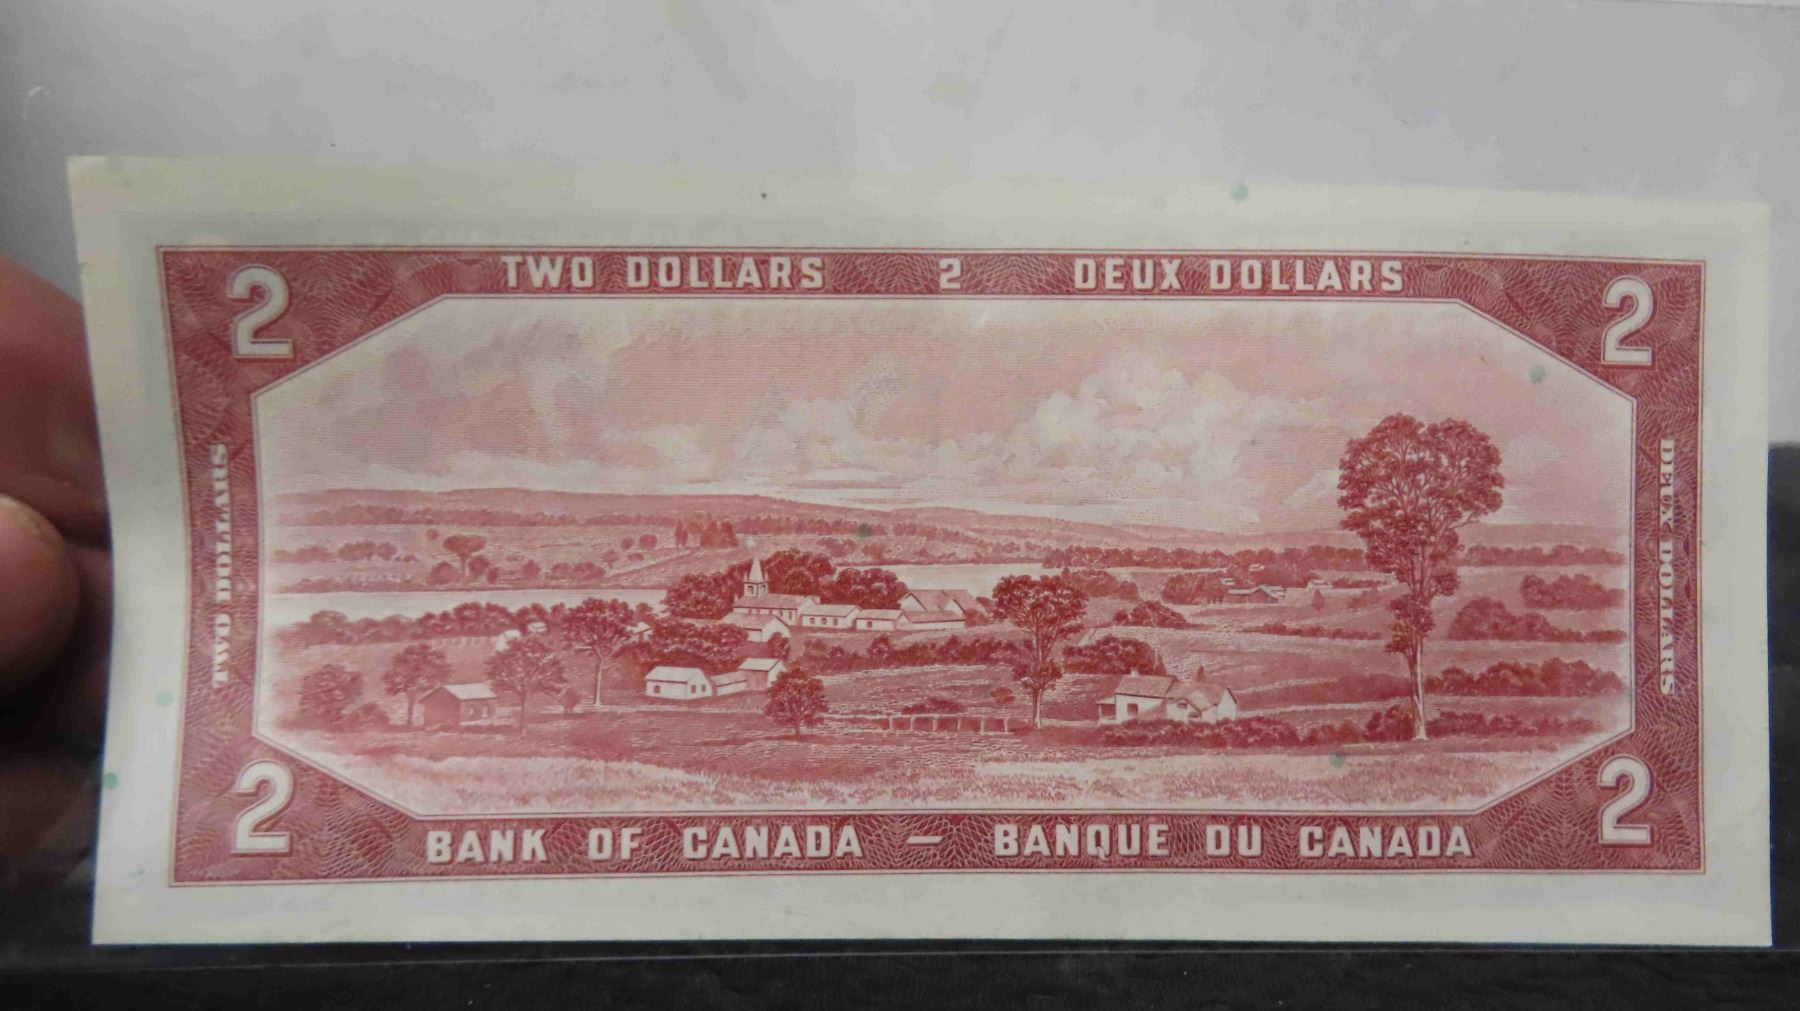 2 TWO DOLLARS 2 DEUX DOLLARS 2
TWO DOLLARS
DEUX DOLLARS
2 BANK OF CANADA — BANQUE DU CANADA 2